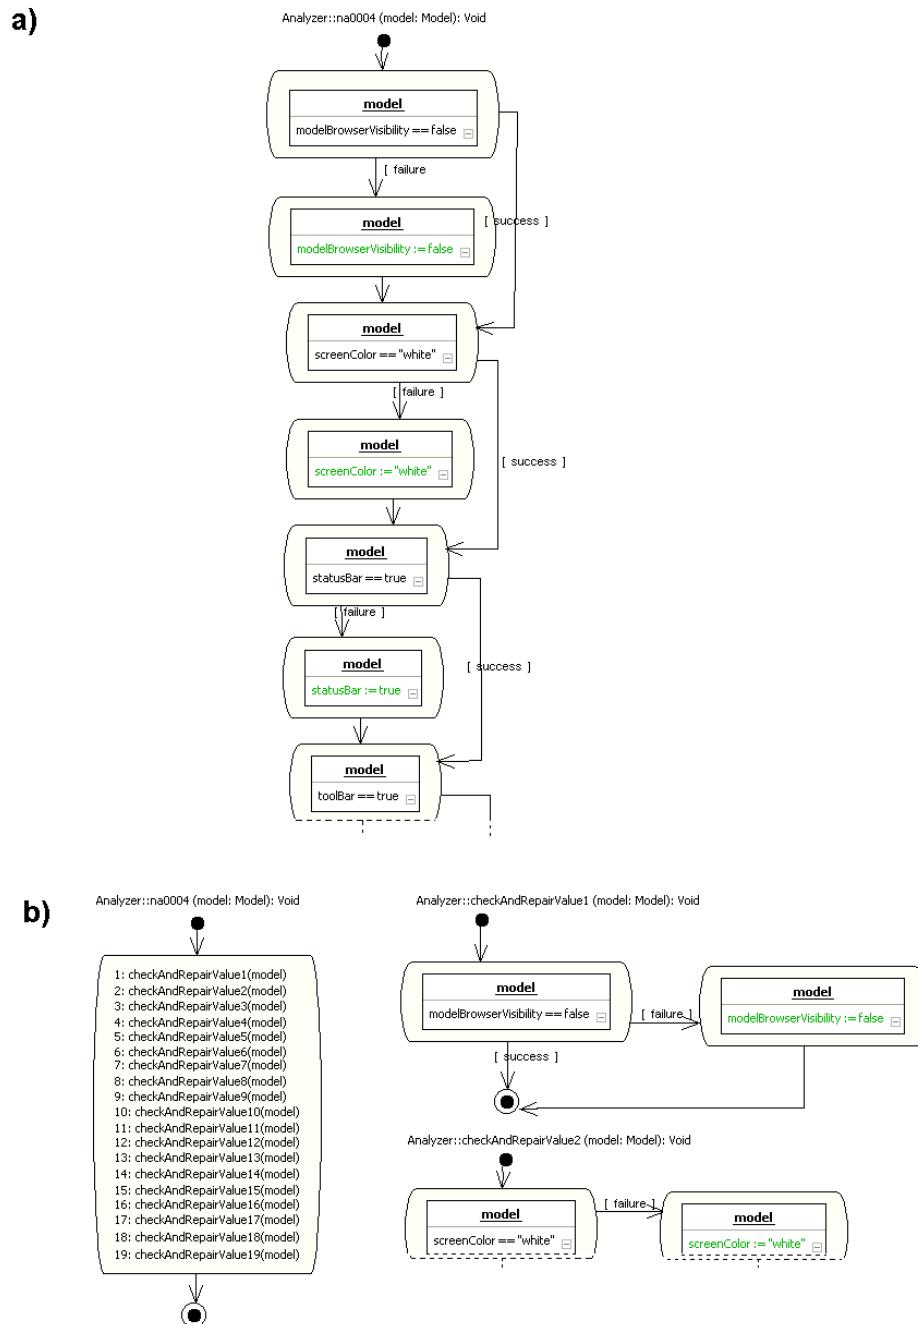 a)
Analyzer::na0004 (model: Model): Void
model
modelBrowserVisibility == false
[ failure
[ success ]
model
modelBrowserVisibility := false
model
screenColor == "white"
[ failure ]
[ success ]
model
screenColor := "white"
model
statusBar == true
[ failure ]
[ success ]
model
statusBar := true
model
toolBar == true
b)
Analyzer::na0004 (model: Model): Void
1: checkAndRepairValue1(model)
2: checkAndRepairValue2(model)
3: checkAndRepairValue3(model)
4: checkAndRepairValue4(model)
5: checkAndRepairValue5(model)
6: checkAndRepairValue6(model)
7: checkAndRepairValue7(model)
8: checkAndRepairValue8(model)
9: checkAndRepairValue9(model)
10: checkAndRepairValue10(model)
11: checkAndRepairValue11(model)
12: checkAndRepairValue12(model)
13: checkAndRepairValue13(model)
14: checkAndRepairValue14(model)
15: checkAndRepairValue15(model)
16: checkAndRepairValue16(model)
17: checkAndRepairValue17(model)
18: checkAndRepairValue18(model)
19: checkAndRepairValue19(model)
Analyzer::checkAndRepairValue1 (model: Model): Void
model
modelBrowserVisibility == false
[ failure ]
[ success ]
model
modelBrowserVisibility := false
Analyzer::checkAndRepairValue2 (model: Model): Void
model
screenColor == "white"
[ failure ]
model
screenColor := "white"